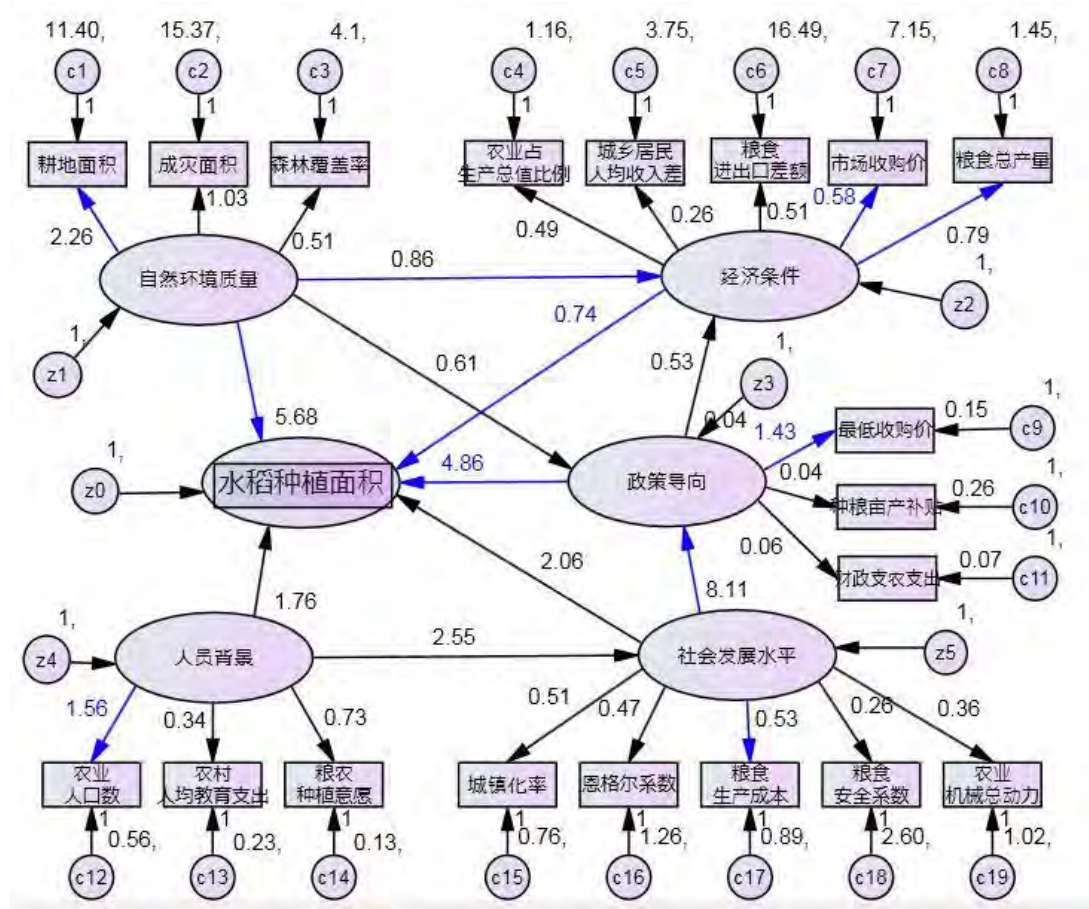 11.40,
15.37,
4.1,
1.16,
3.75,
16.49,
7.15,
1.45,
c1
c2
c3
c4
c5
c6
c7
c8
1
1
1
1
1
1
1
1
耕地面积
成灾面积
森林覆盖率
农业占
生产总值比例
城乡居民
人均收入差
粮食
进出口差额
市场收购价
粮食总产量
2.26
1.03
0.51
0.49
0.26
0.51
0.58
0.79
自然环境质量
0.86
经济条件
1,
z1
1,
z2
0.74
0.61
0.53
1,
z3
0.04
5.68
1,
z0
水稻种植面积
4.86
政策导向
1.43
0.04
0.06
最低收购价
0.15
1,
c9
种粮亩产补贴
0.26
1,
c10
财政支农支出
0.07
1,
c11
1.76
2.06
8.11
1,
z4
人员背景
2.55
社会发展水平
1,
z5
1.56
0.34
0.73
0.51
0.47
0.53
0.26
0.36
农业
人口数
农村
人均教育支出
粮农
种植意愿
城镇化率
恩格尔系数
粮食
生产成本
粮食
安全系数
农业
机械总动力
1
0.56,
1
0.23,
1
0.13,
1
0.76,
1
1.26,
1
0.89,
1
2.60,
1
1.02,
c12
c13
c14
c15
c16
c17
c18
c19